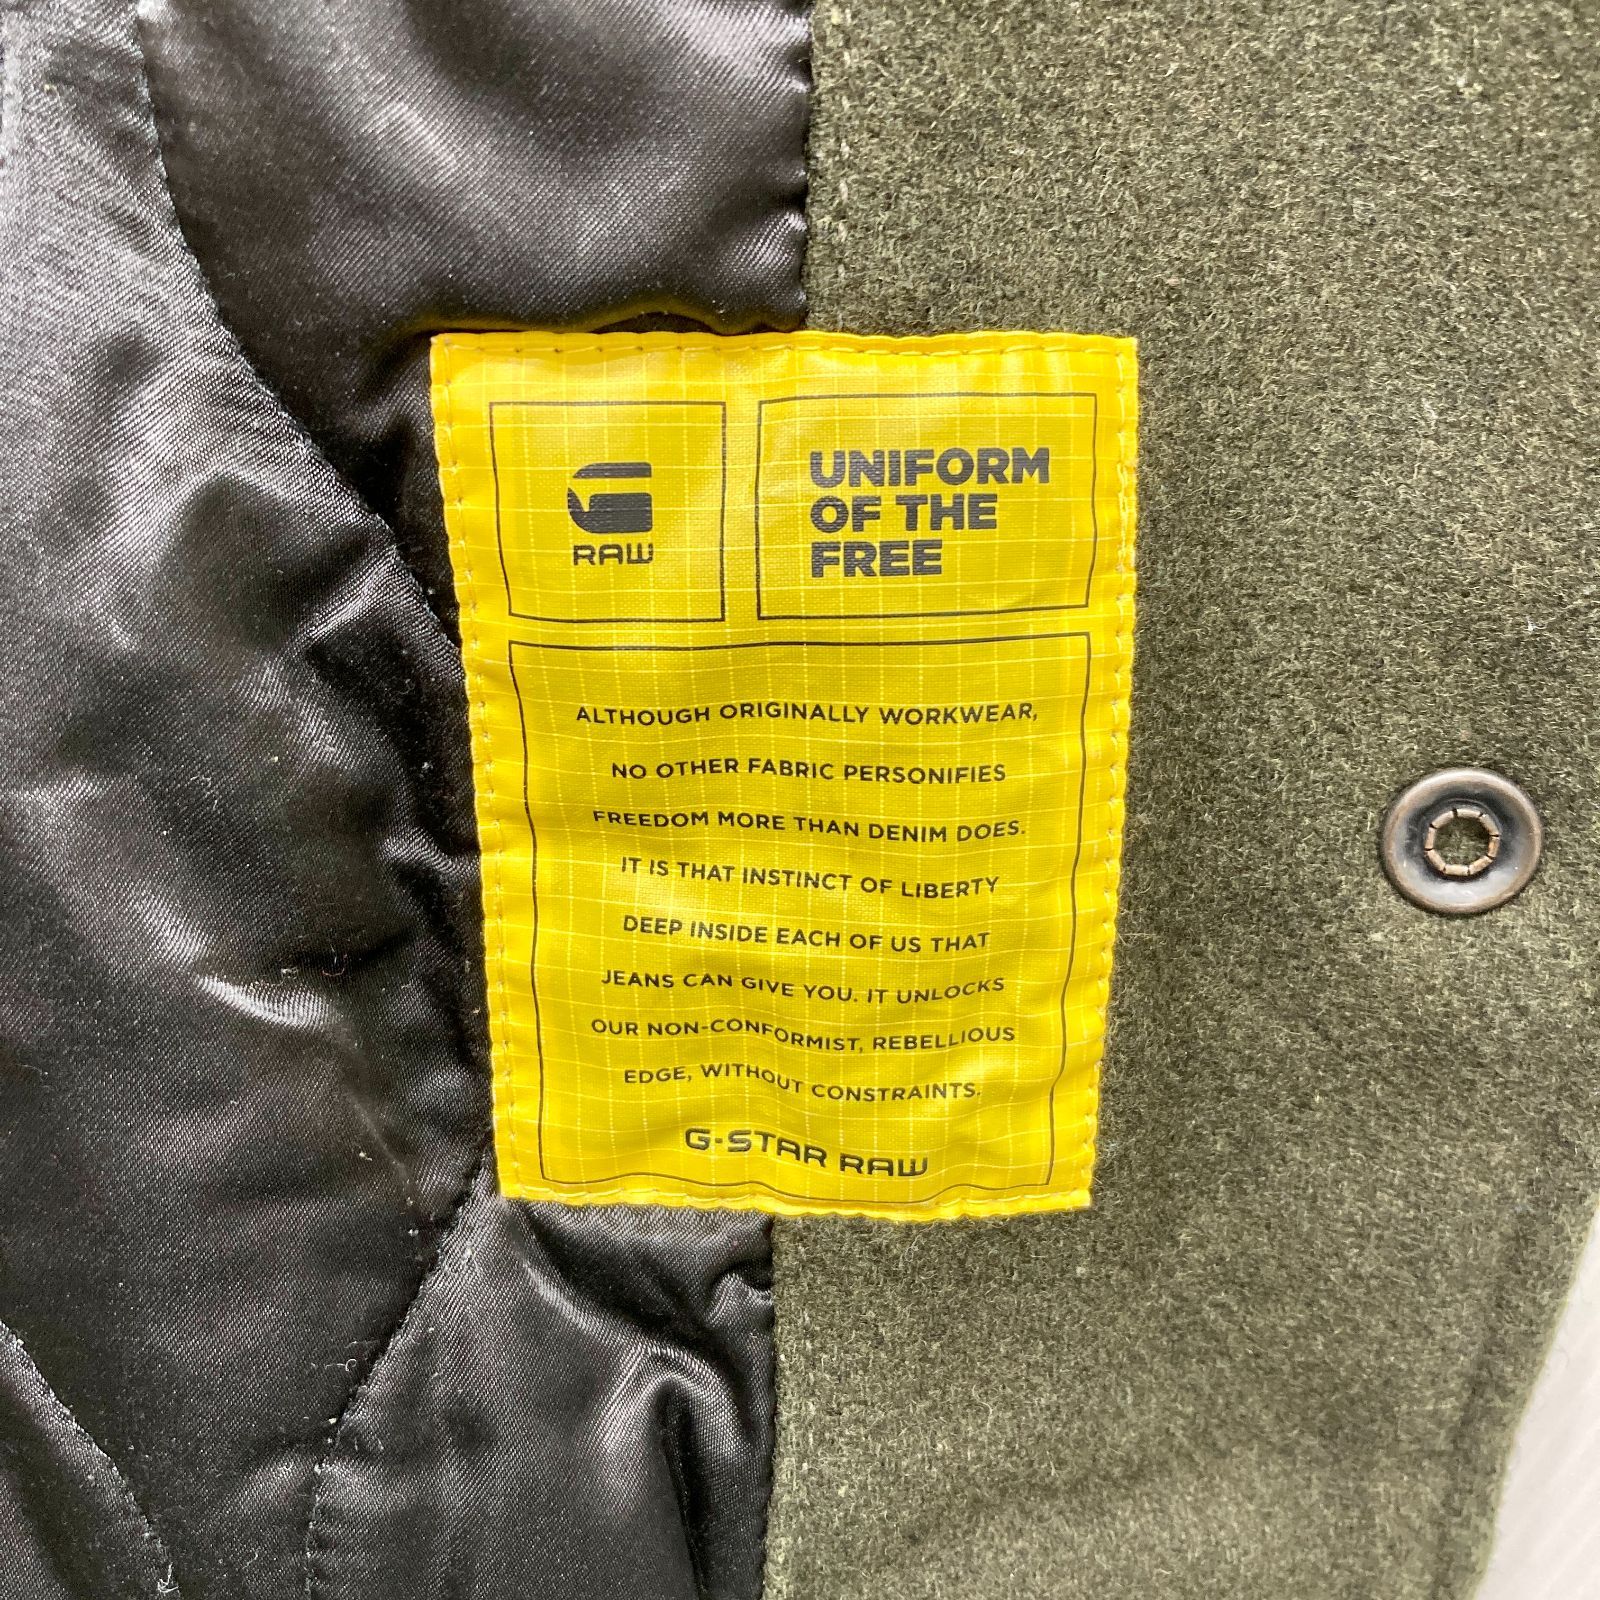 RAW
UNIFORM
OF THE
FREE
ALTHOUGH ORIGINALLY WORKWEAR,
NO OTHER FABRIC PERSONIFIES
FREEDOM MORE THAN DENIM DOES.
IT IS THAT INSTINCT OF LIBERTY
DEEP INSIDE EACH OF US THAT
JEANS CAN GIVE YOU. IT UNLOCKS
OUR NON-CONFORMIST, REBELLIOUS
EDGE, WITHOUT CONSTRAINTS.
G-STAR RAW